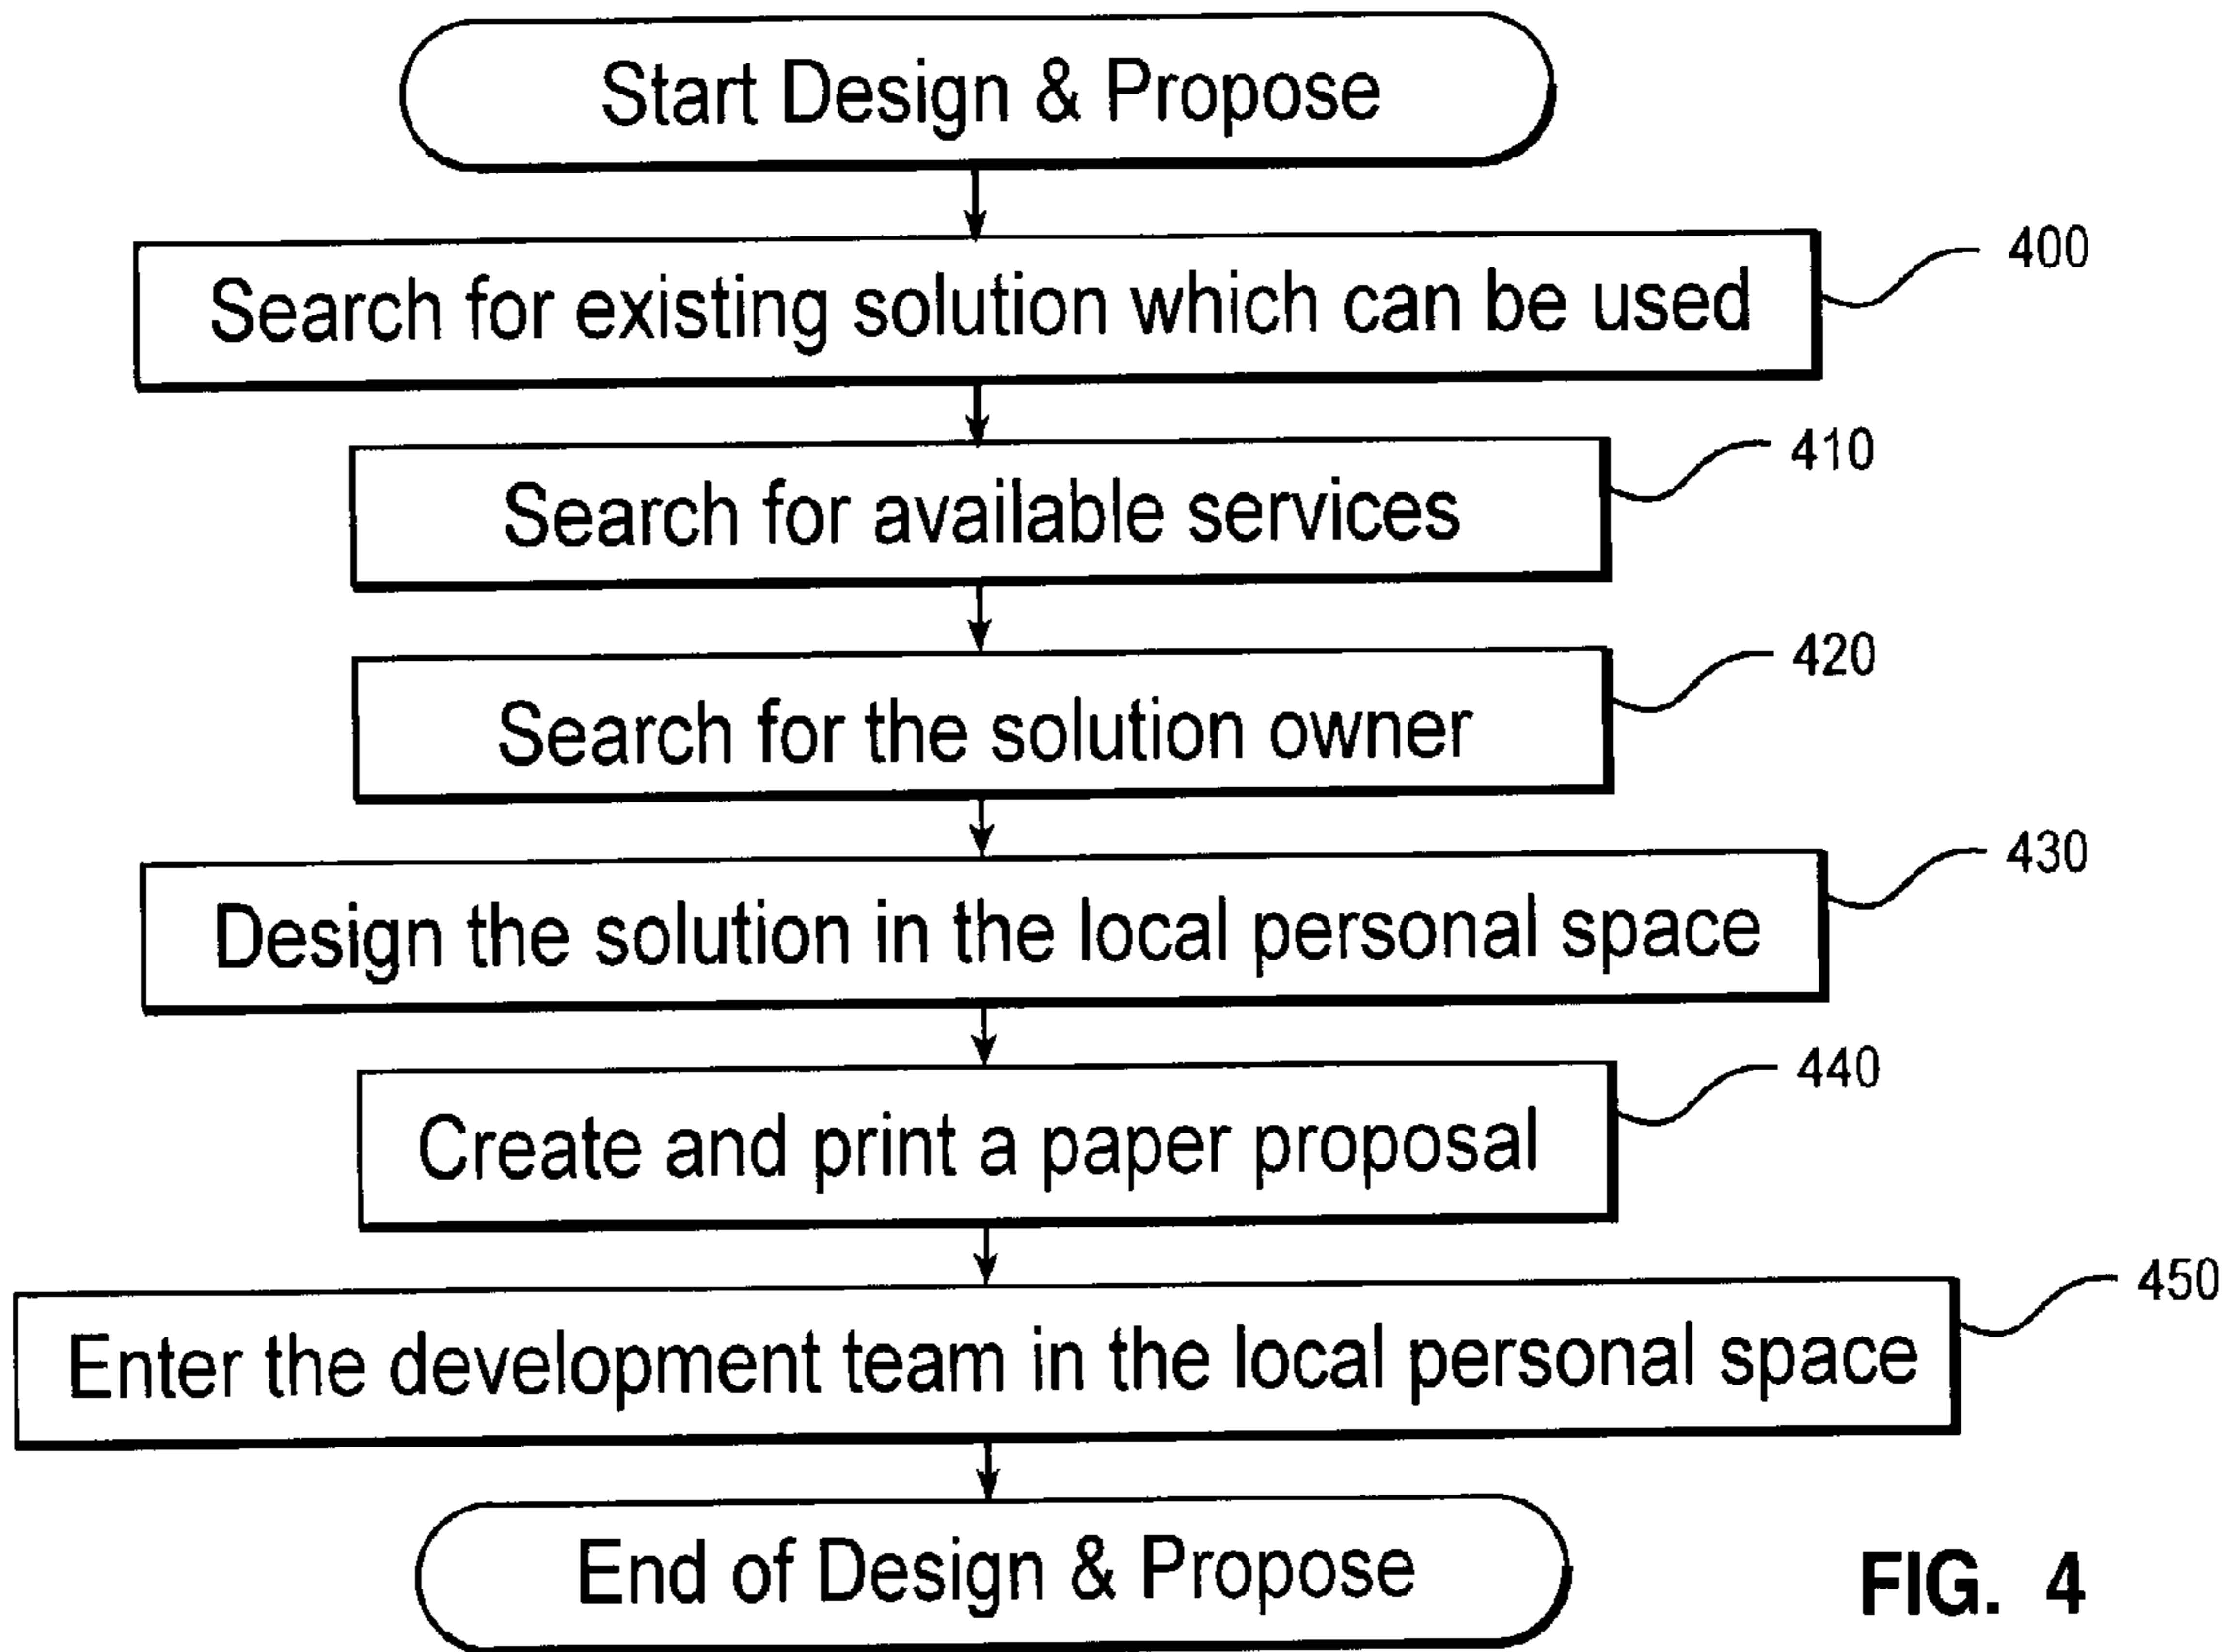 Start Design & Propose
Search for existing solution which can be used
400
Search for available services
410
Search for the solution owner
420
Design the solution in the local personal space
430
Create and print a paper proposal
440
Enter the development team in the local personal space
450
End of Design & Propose
FIG. 4